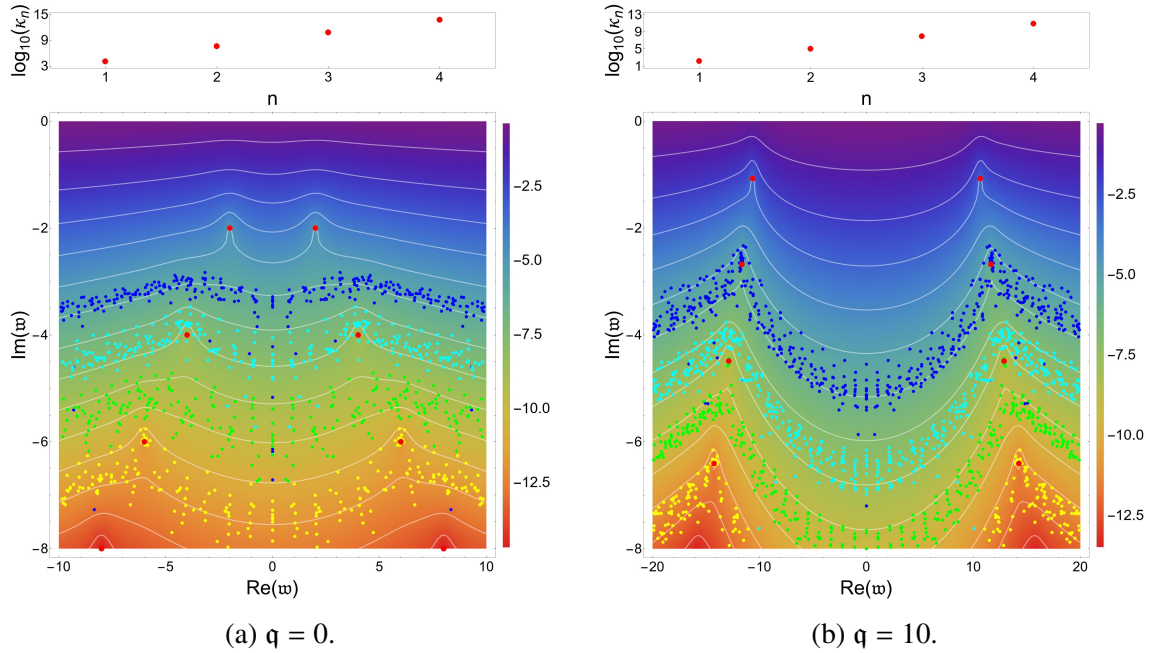 15
9
3
log₁₀(κₙ)
1 2 3 4
n
13
9
5
1
log₁₀(κₙ)
1 2 3 4
n
0
-2
-4
-6
-8
Im(𝔴)
-10 -5 0 5 10
Re(𝔴)
-2.5
-5.0
-7.5
-10.0
-12.5
0
-2
-4
-6
-8
Im(𝔴)
-20 -10 0 10 20
Re(𝔴)
-2.5
-5.0
-7.5
-10.0
-12.5
(a) 𝔮 = 0.
(b) 𝔮 = 10.